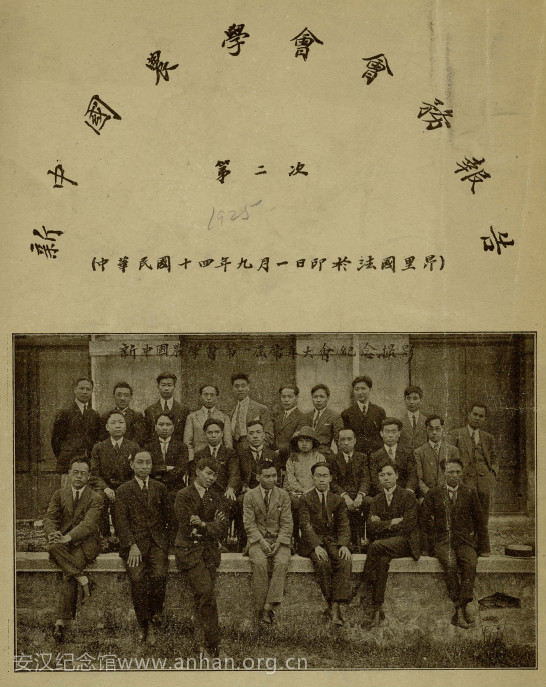 新中國農學會會務報告
第二次
1925
(中華民國十四年九月一日印於法國里昂)
新中國農學會第一屆常年大會紀念攝影
安汉纪念馆www.anhan.org.cn